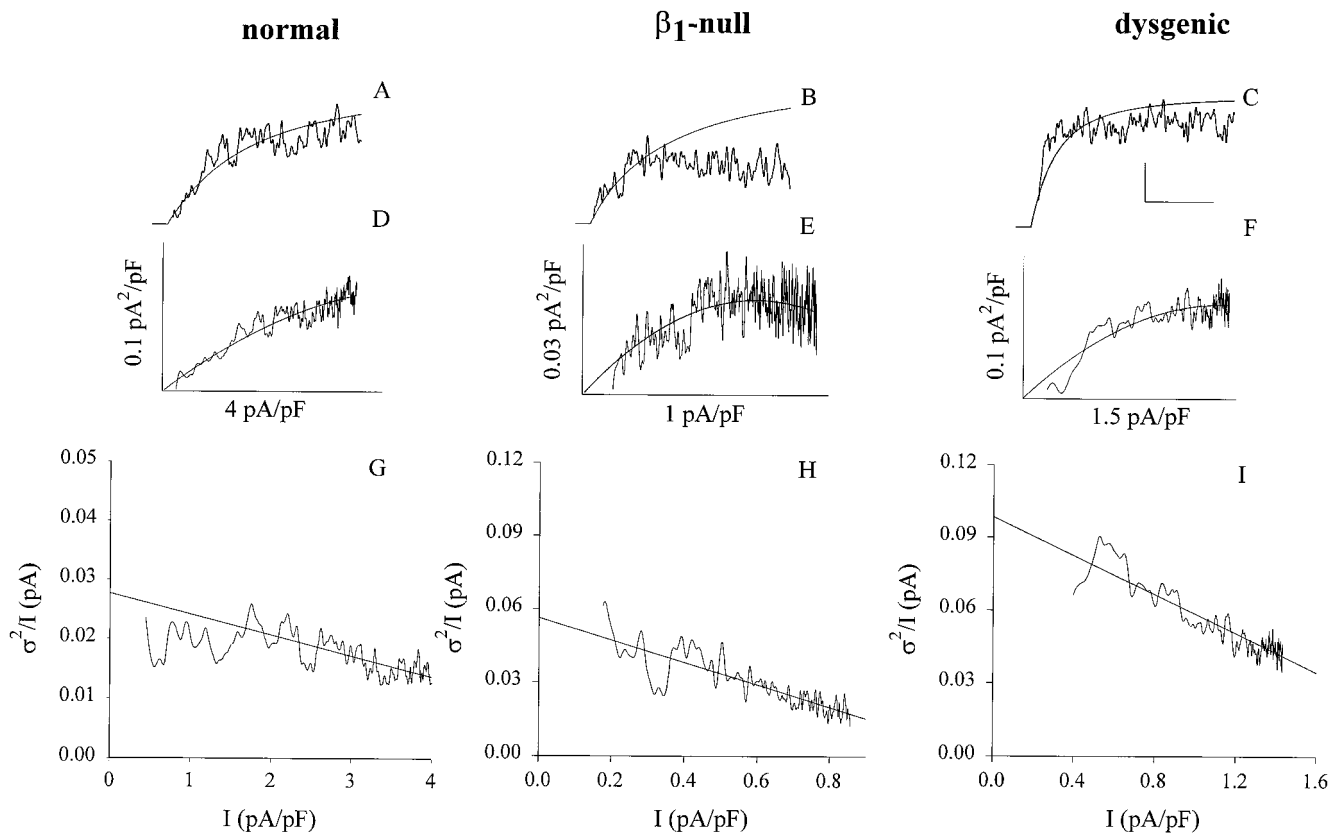 normal β1-null dysgenic
A B C
D E F
0.1 pA²/pF 0.03 pA²/pF 0.1 pA²/pF
4 pA/pF 1 pA/pF 1.5 pA/pF
G H I
0.05
0.04
0.03
0.02
0.01
0.00
σ²/I (pA)
0 1 2 3 4
I (pA/pF)
0.12
0.09
0.06
0.03
0.00
σ²/I (pA)
0.0 0.2 0.4 0.6 0.8
I (pA/pF)
0.12
0.09
0.06
0.03
0.00
σ²/I (pA)
0.0 0.4 0.8 1.2 1.6
I (pA/pF)